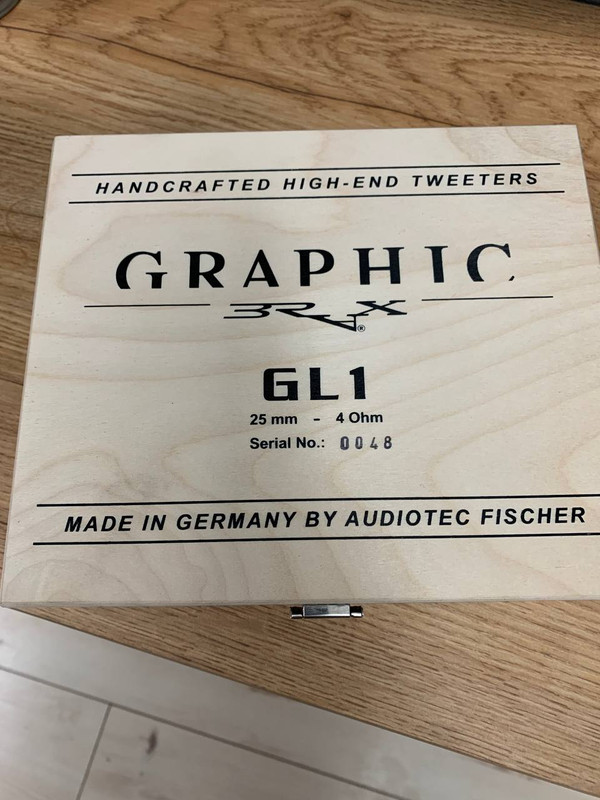 HANDCRAFTED HIGH-END TWEETERS
GRAPHIC
BRAX®
GL1
25 mm - 4 Ohm
Serial No.: 0048
MADE IN GERMANY BY AUDIOTEC FISCHER